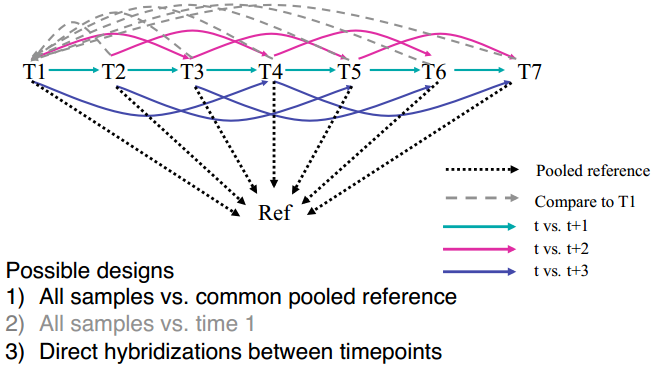 T1 T2 T3 T4 T5 T6 T7
Ref
Pooled reference
Compare to T1
t vs. t+1
t vs. t+2
t vs. t+3
Possible designs
1) All samples vs. common pooled reference
2) All samples vs. time 1
3) Direct hybridizations between timepoints